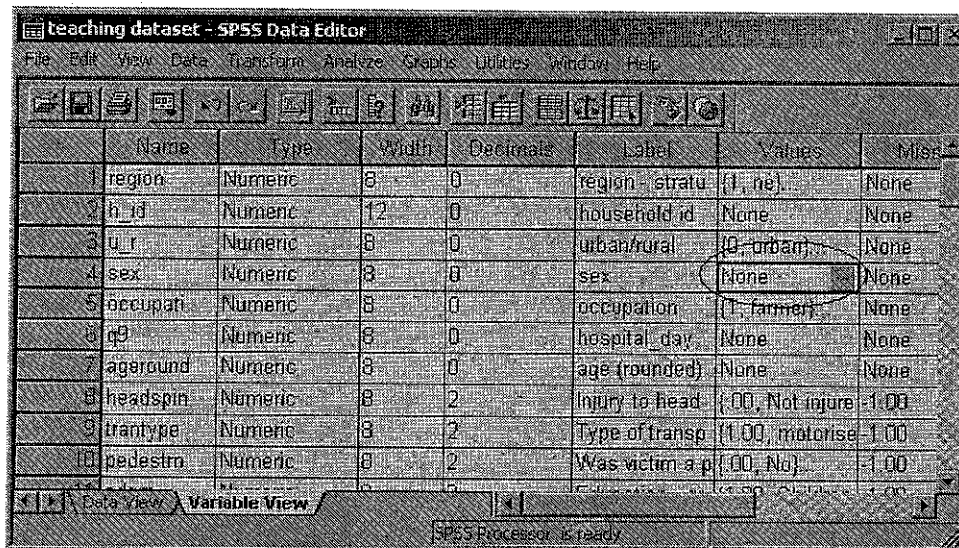 teaching dataset - SPSS Data Editor
File Edit View Data Transform Analyze Graphs Utilities Window Help
Name Type Width Decimals Label Values Miss
1 region Numeric 8 0 region - stratu {1, ne}... None
2 h_id Numeric 12 0 household id None None
3 u_r Numeric 8 0 urban/rural {0, urban}... None
4 sex Numeric 8 0 sex None None
5 occupati Numeric 8 0 occupation {1, farmer}... None
6 q9 Numeric 8 0 hospital_day None None
7 ageround Numeric 8 0 age (rounded) None None
8 headspin Numeric 8 2 Injury to head {.00, Not injure -1.00
9 trantype Numeric 8 2 Type of transp {1.00, motorise -1.00
10 pedestrn Numeric 8 2 Was victim a p {.00, No}... -1.00
Data View Variable View
SPSS Processor is ready